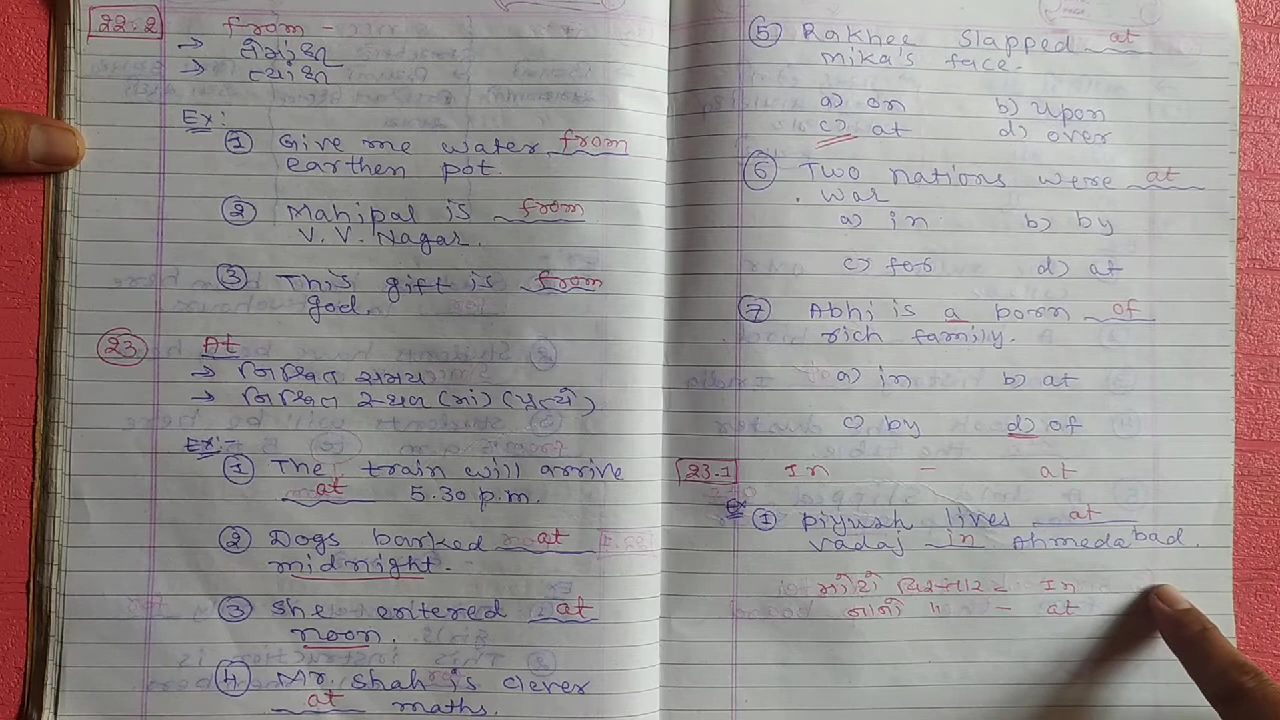 22.2 from -
→ તેમાંથી
→ ત્યાંથી
Ex:
① Give me water from
earthen pot.
② Mahipal is from
V. V. Nagar.
③ This gift is from
god.
23 At
→ નિશ્ચિત સમય
→ નિશ્ચિત સ્થળ (માં) (મૂલ્યે)
Ex:-
① The train will arrive
at 5.30 p.m.
② Dogs barked at
midnight.
③ She entered at
noon.
④ Mr. Shah is clever
at maths.
⑤ Rakhee slapped at
mika's face.
a) on b) upon
c) at d) over
⑥ Two nations were at
war
a) in b) by
c) for d) at
⑦ Abhi is a born of
rich family.
a) in b) at
c) by d) of
23.1 In - at
Ex ① Piyush lives at
vadaj in Ahmedabad.
મોટો વિસ્તાર = In
નાનો " - at